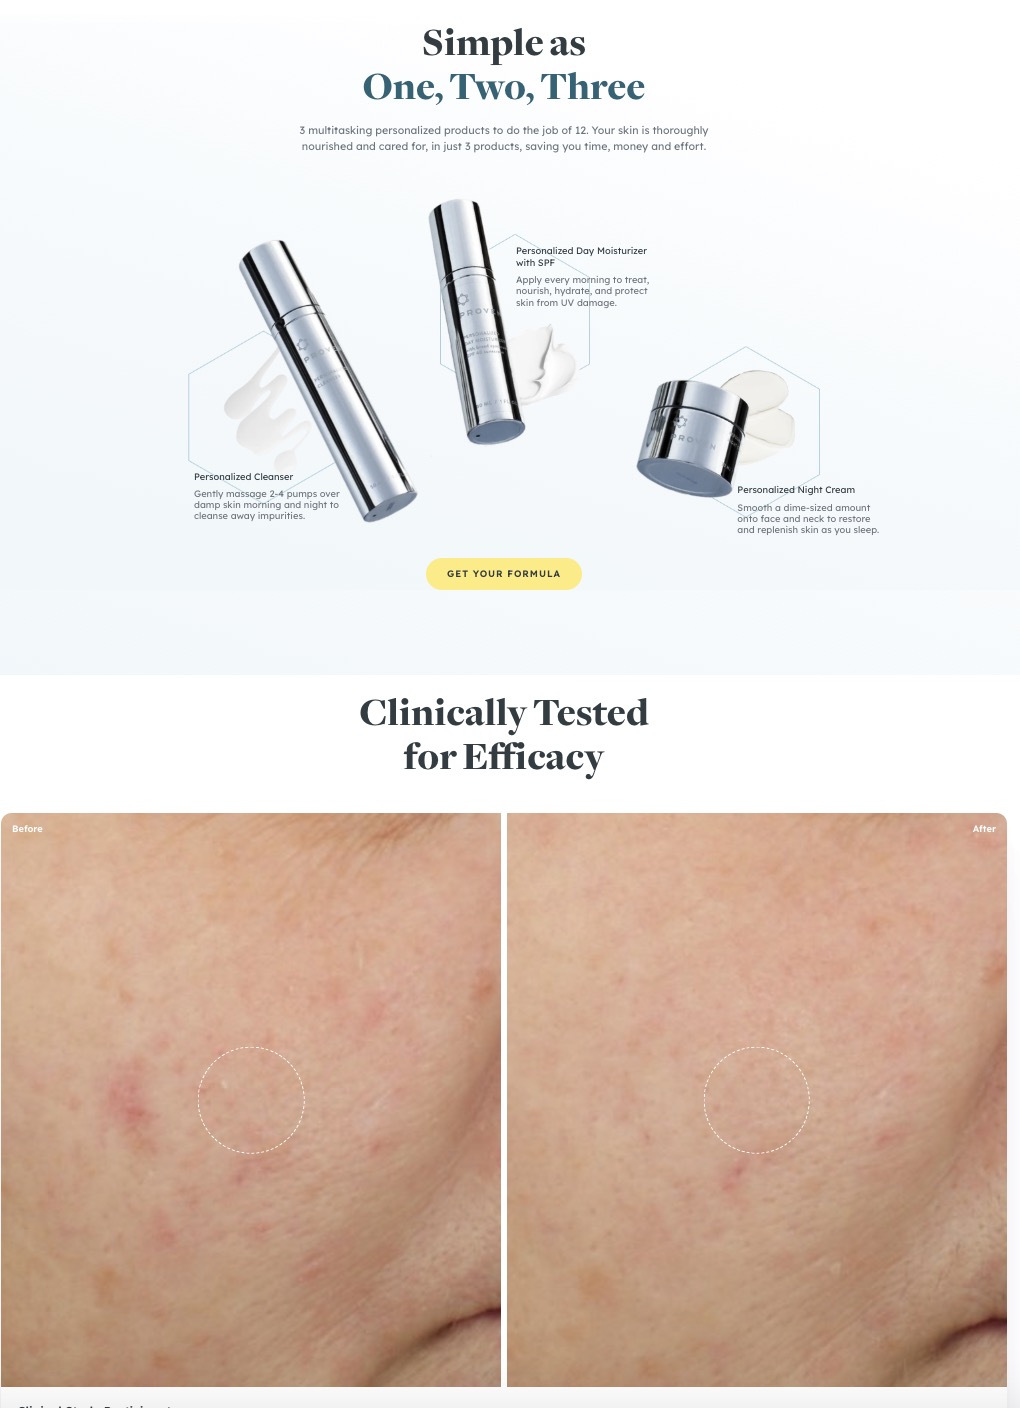 Simple as
One, Two, Three
3 multitasking personalized products to do the job of 12. Your skin is thoroughly
nourished and cared for, in just 3 products, saving you time, money and effort.
PROVEN
Personalized Day Moisturizer
with SPF
Apply every morning to treat,
nourish, hydrate, and protect
skin from UV damage.
PROVEN
PROVEN
Personalized Cleanser
Gently massage 2-4 pumps over
damp skin morning and night to
cleanse away impurities.
Personalized Night Cream
Smooth a dime-sized amount
onto face and neck to restore
and replenish skin as you sleep.
GET YOUR FORMULA
Clinically Tested
for Efficacy
Before
After